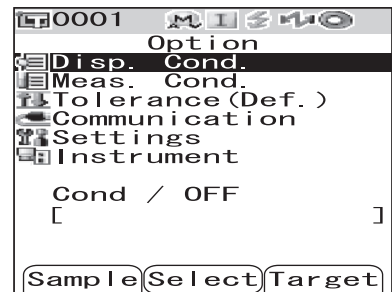 0001 M I
Option
Disp. Cond.
Meas. Cond.
Tolerance(Def.)
Communication
Settings
Instrument
Cond / OFF
[ ]
Sample Select Target